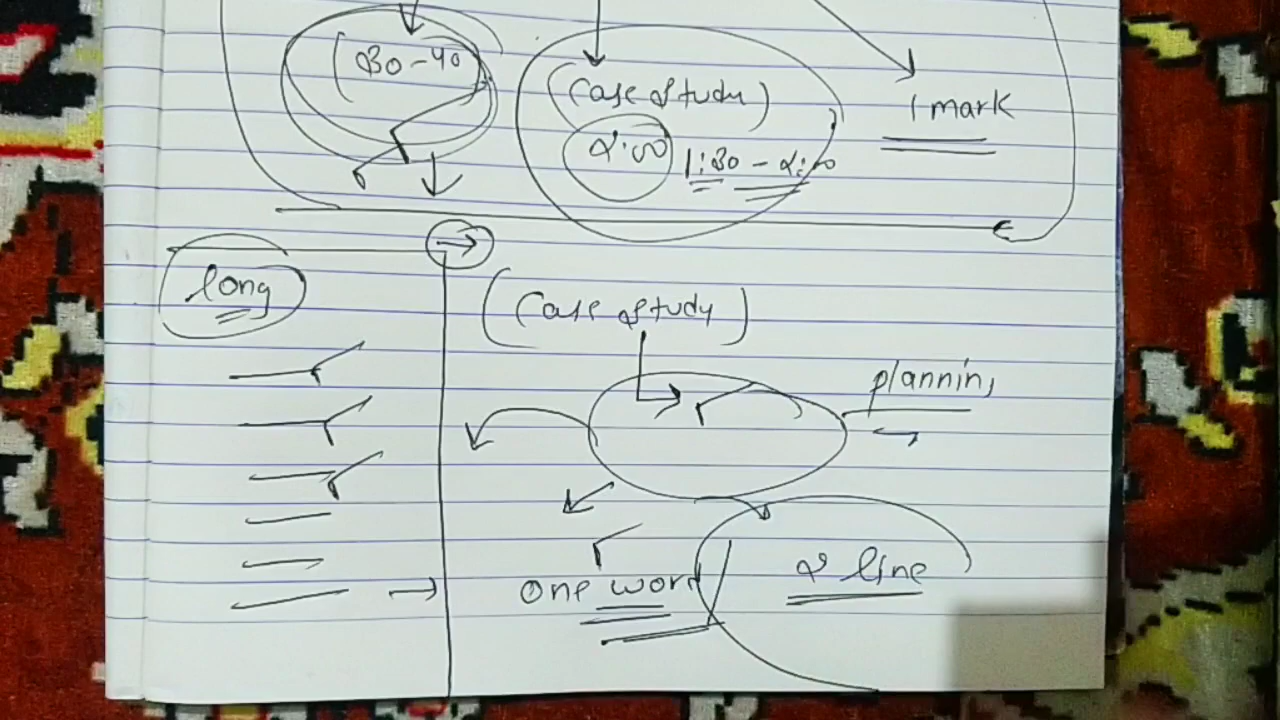 (30-40)
(Case study)
1 mark
2:00
1:30 - 2:00
long
(Case study)
planning
one word
2 line